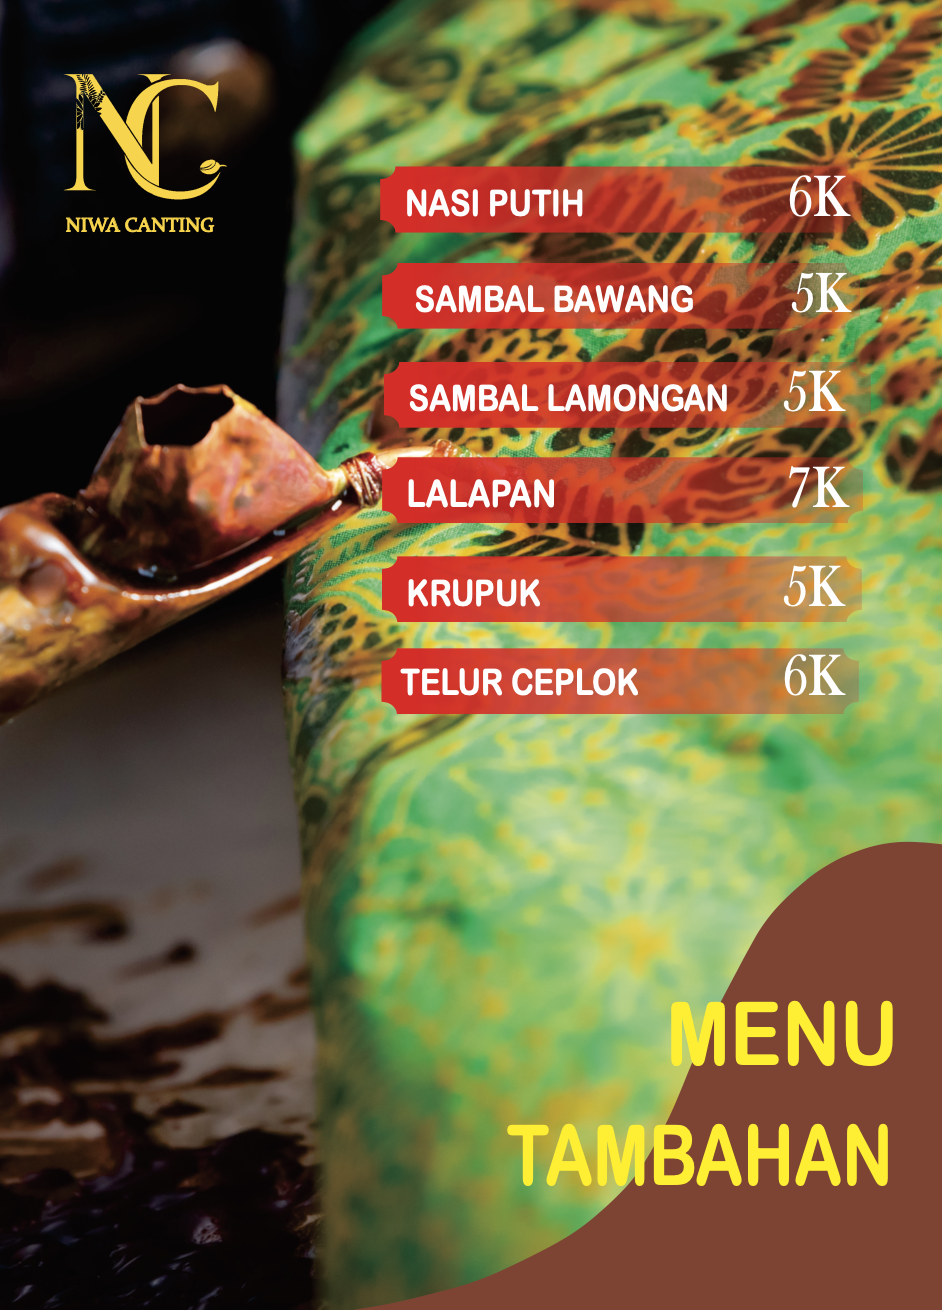 NC
NIWA CANTING
NASI PUTIH 6K
SAMBAL BAWANG 5K
SAMBAL LAMONGAN 5K
LALAPAN 7K
KRUPUK 5K
TELUR CEPLOK 6K
MENU
TAMBAHAN